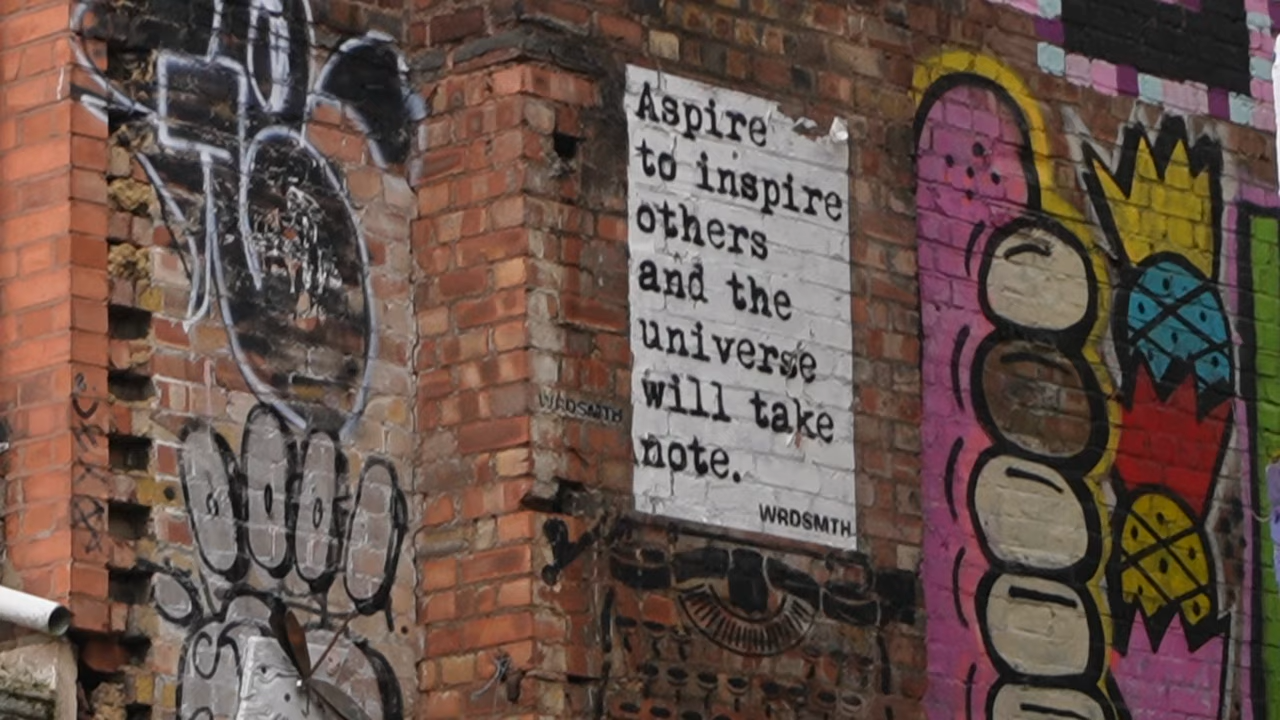 Aspire
to inspire
others
and the
universe
will take
note.
WRDSMTH
WRDSMTH